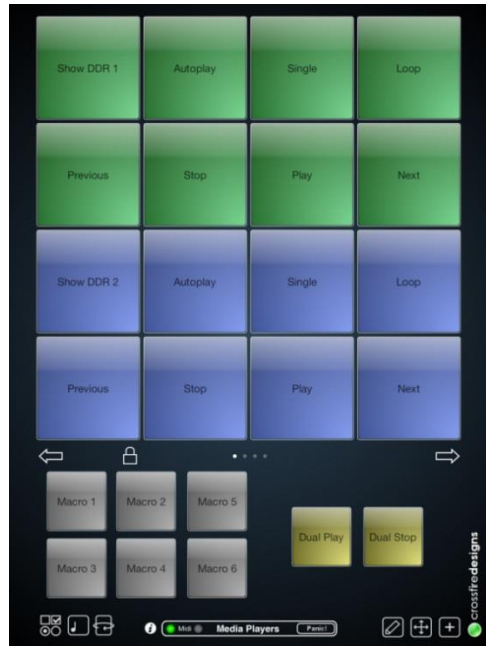 Show DDR 1 Autoplay Single Loop
Previous Stop Play Next
Show DDR 2 Autoplay Single Loop
Previous Stop Play Next
Macro 1 Macro 2 Macro 5
Dual Play Dual Stop
Macro 3 Macro 4 Macro 6
i Midi Media Players Panic!
crossfiredesigns